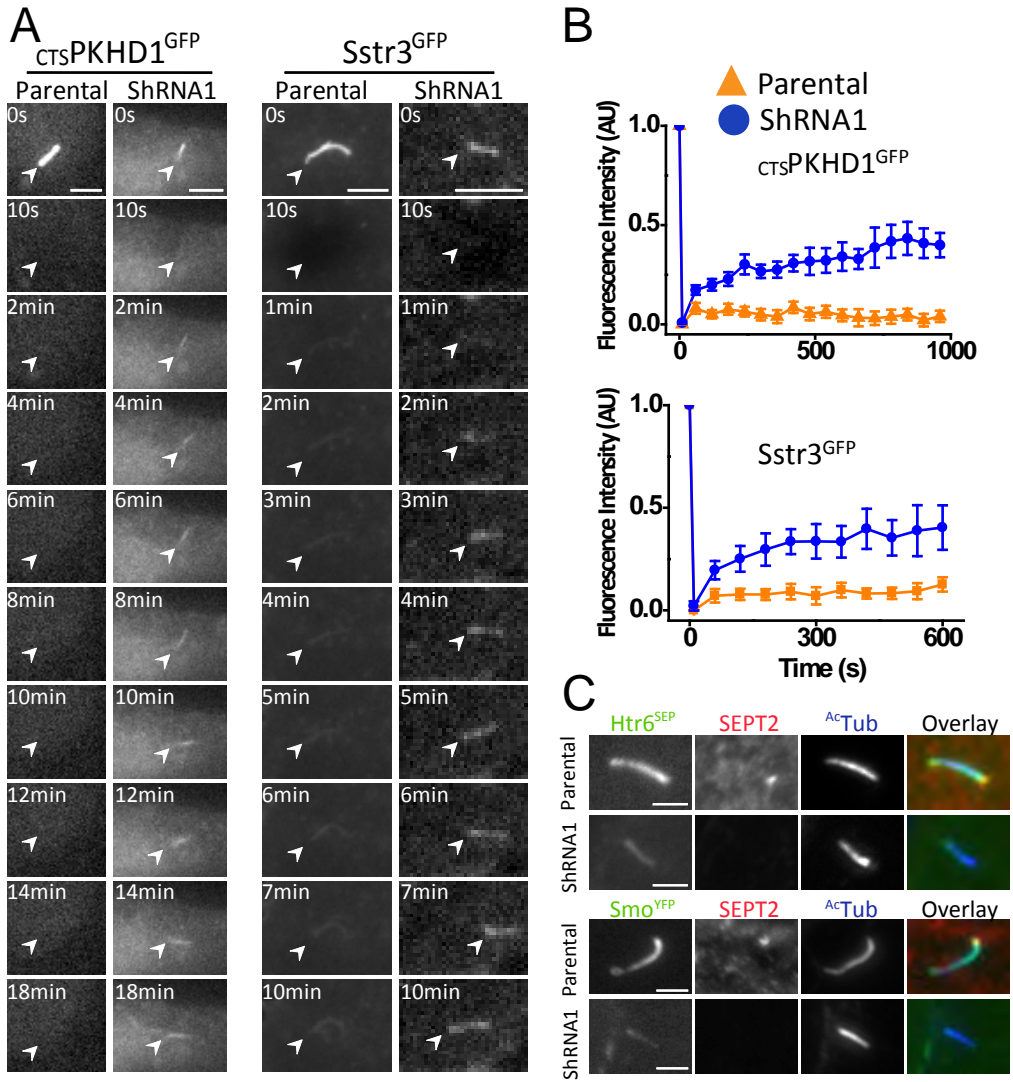 A
CTSPKHD1GFP
Sstr3GFP
Parental
ShRNA1
Parental
ShRNA1
0s
0s
0s
0s
10s
10s
10s
10s
2min
2min
1min
1min
4min
4min
2min
2min
6min
6min
3min
3min
8min
8min
4min
4min
10min
10min
5min
5min
12min
12min
6min
6min
14min
14min
7min
7min
18min
18min
10min
10min
B
Parental
ShRNA1
CTSPKHD1GFP
Fluorescence Intensity (AU)
1.0
0.5
0.0
0
500
1000
Sstr3GFP
Fluorescence Intensity (AU)
1.0
0.5
0.0
0
300
600
Time (s)
C
Htr6SEP
SEPT2
AcTub
Overlay
Parental
ShRNA1
SmoYFP
SEPT2
AcTub
Overlay
Parental
ShRNA1